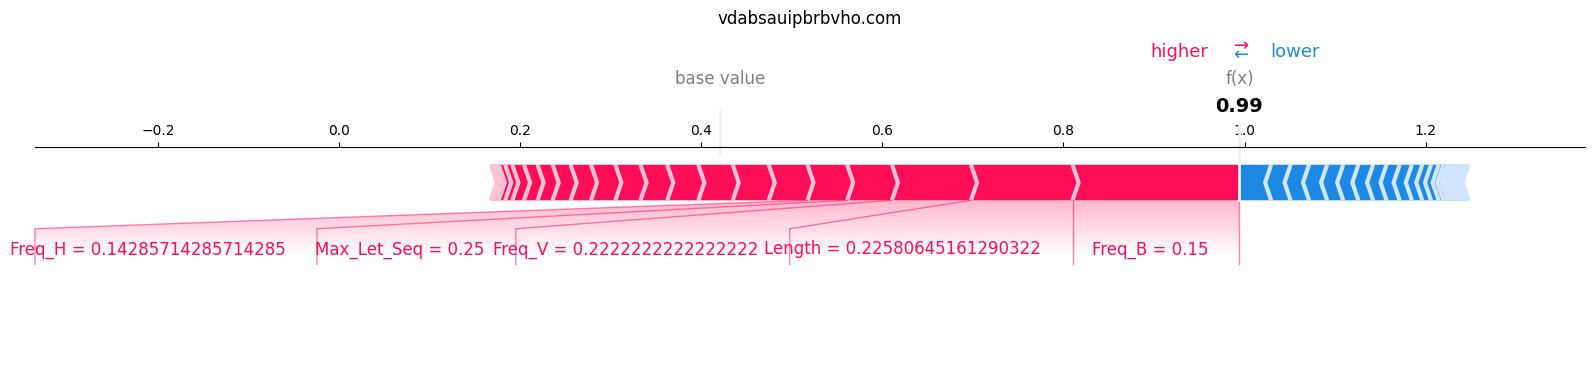 vdabsauipbrbvho.com
higher ⇄ lower
base value f(x)
0.99
−0.2 0.0 0.2 0.4 0.6 0.8 1.0 1.2
Freq_H = 0.14285714285714285 Max_Let_Seq = 0.25 Freq_V = 0.2222222222222222 Length = 0.22580645161290322 Freq_B = 0.15